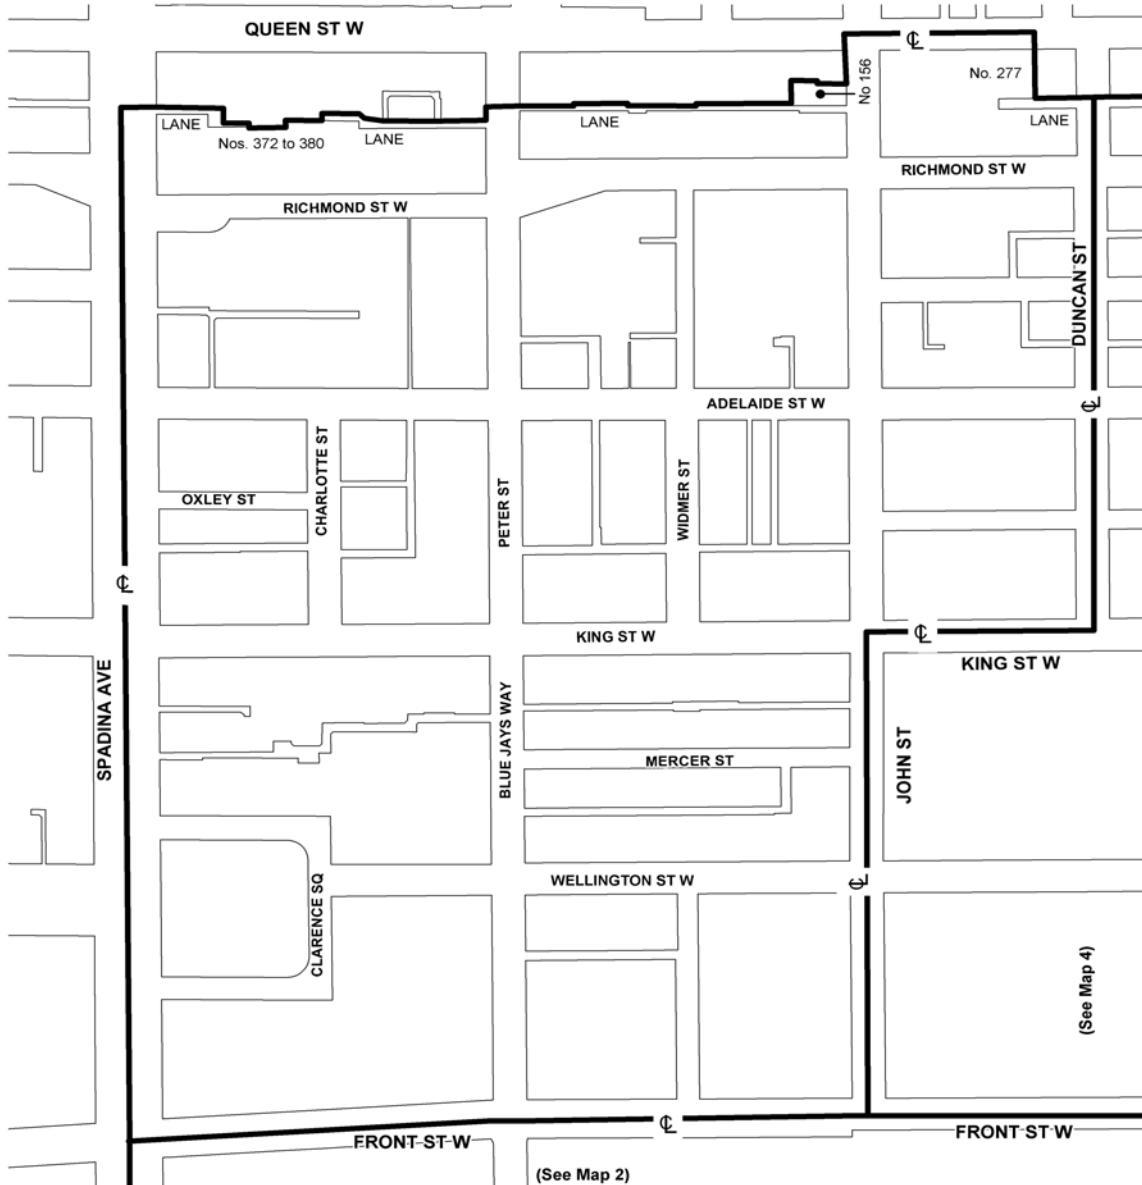 QUEEN ST W
℄
No 156
No. 277
LANE
LANE
LANE
Nos. 372 to 380
LANE
RICHMOND ST W
RICHMOND ST W
DUNCAN ST
ADELAIDE ST W
℄
CHARLOTTE ST
OXLEY ST
PETER ST
WIDMER ST
℄
KING ST W
℄
KING ST W
SPADINA AVE
BLUE JAYS WAY
JOHN ST
MERCER ST
WELLINGTON ST W
℄
CLARENCE SQ
(See Map 4)
℄
FRONT ST W
FRONT ST W
(See Map 2)